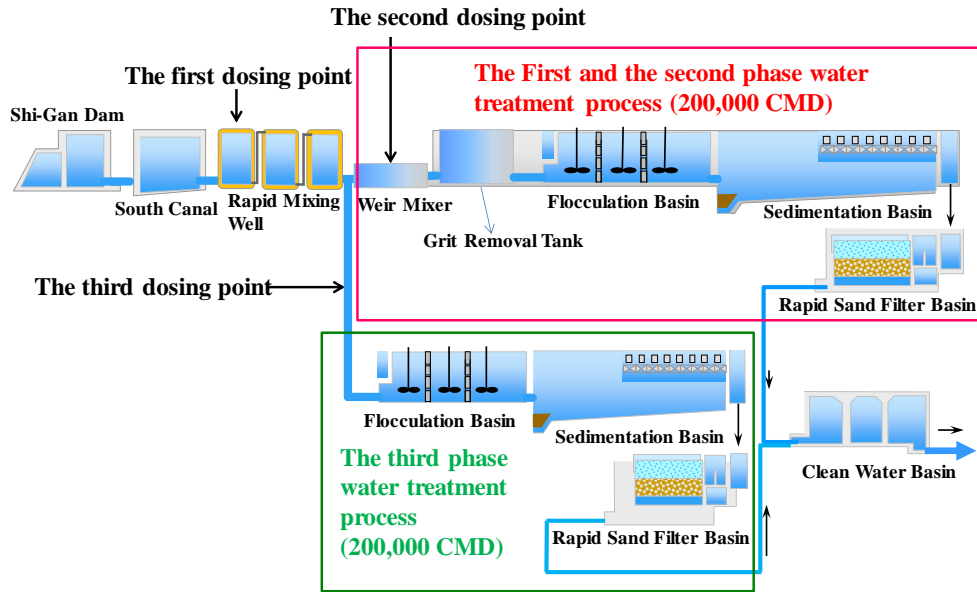 The second dosing point
The first dosing point
The First and the second phase water
treatment process (200,000 CMD)
Shi-Gan Dam
South Canal
Rapid Mixing
Well
Weir Mixer
Grit Removal Tank
Flocculation Basin
Sedimentation Basin
Rapid Sand Filter Basin
The third dosing point
Flocculation Basin
Sedimentation Basin
The third phase
water treatment
process
(200,000 CMD)
Rapid Sand Filter Basin
Clean Water Basin